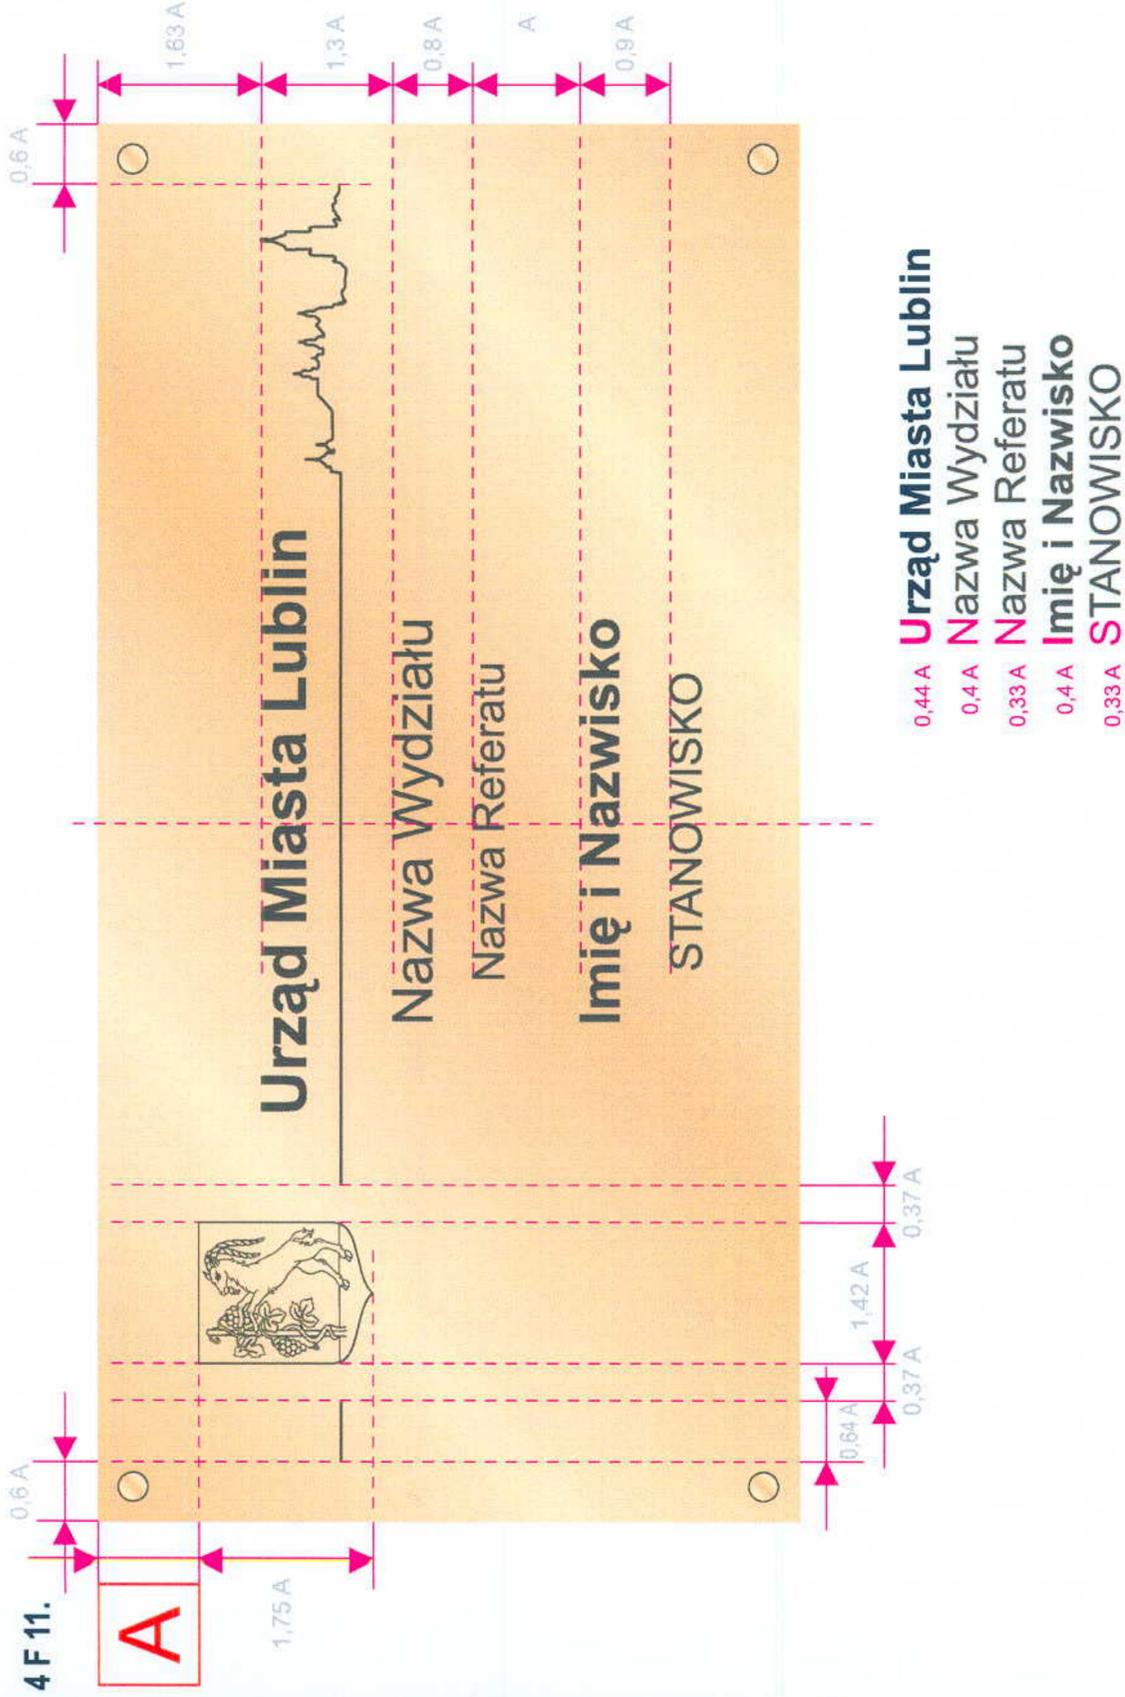 4 F 11.
A
0,6 A
0,6 A
1,75 A
1,63 A
1,3 A
0,8 A
A
0,9 A
Urząd Miasta Lublin
Nazwa Wydziału
Nazwa Referatu
Imię i Nazwisko
STANOWISKO
0,64 A
0,37 A
1,42 A
0,37 A
0,44 A Urząd Miasta Lublin
0,4 A Nazwa Wydziału
0,33 A Nazwa Referatu
0,4 A Imię i Nazwisko
0,33 A STANOWISKO